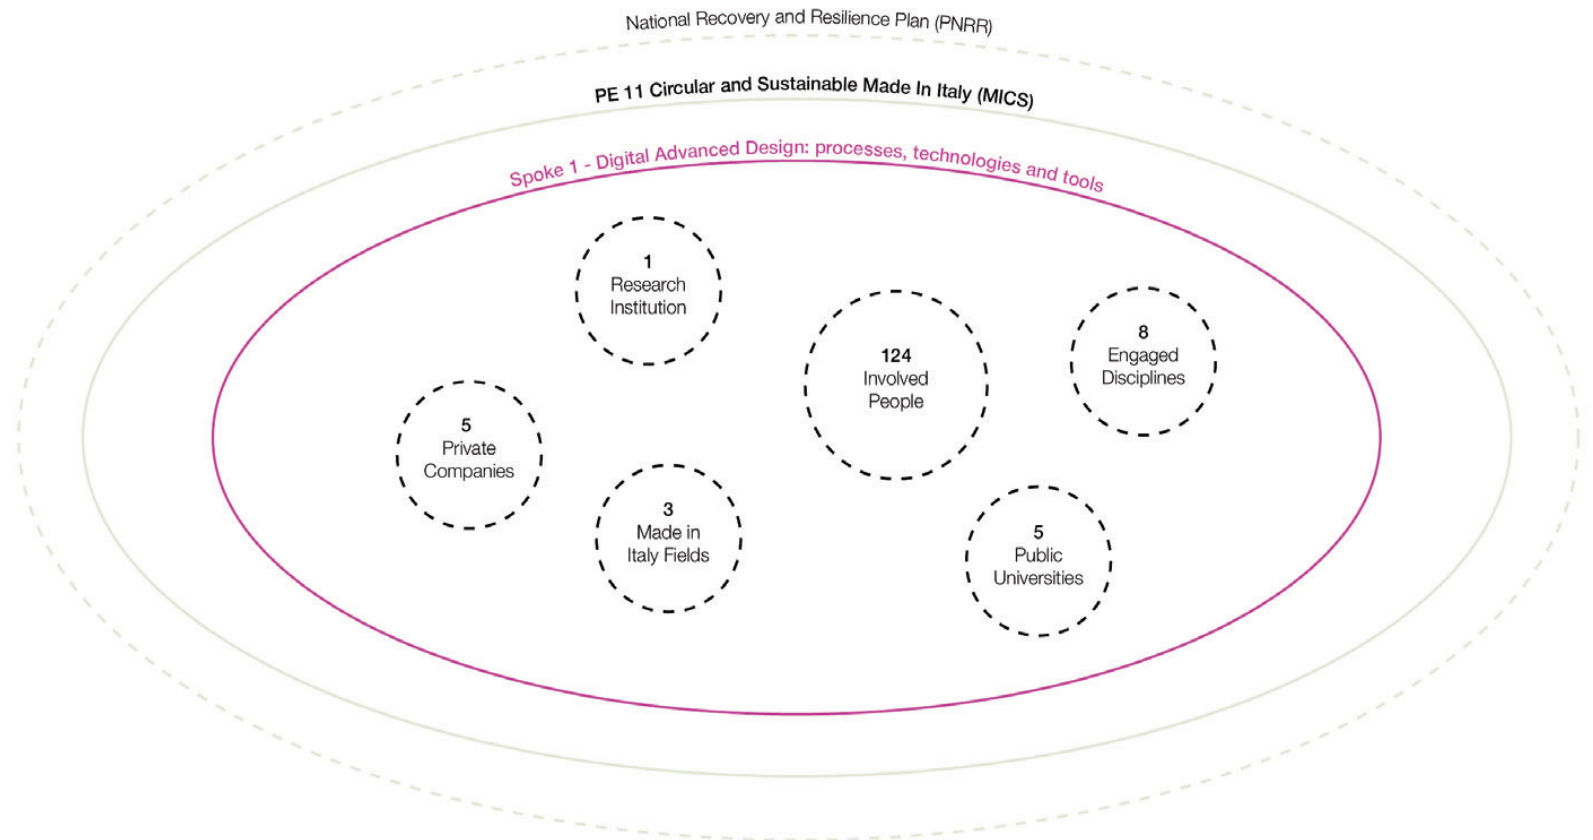 National Recovery and Resilience Plan (PNRR)
PE 11 Circular and Sustainable Made In Italy (MICS)
Spoke 1 - Digital Advanced Design: processes, technologies and tools
1
Research
Institution
124
Involved
People
8
Engaged
Disciplines
5
Private
Companies
3
Made in
Italy Fields
5
Public
Universities